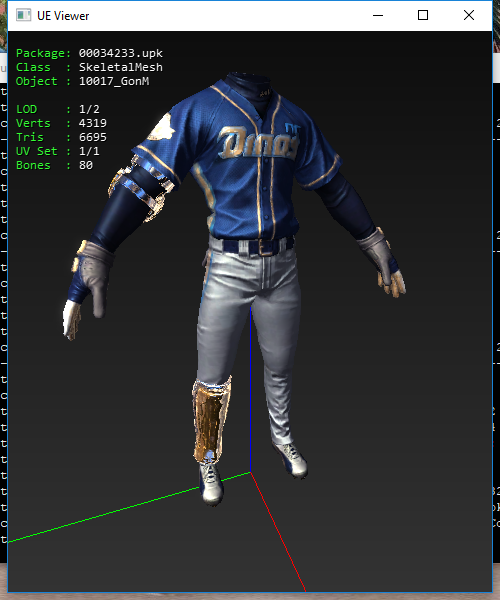 UE Viewer
Package: 00034233.upk
Class : SkeletalMesh
Object : 10017_GonM
LOD : 1/2
Verts : 4319
Tris : 6695
UV Set : 1/1
Bones : 80
Dinos